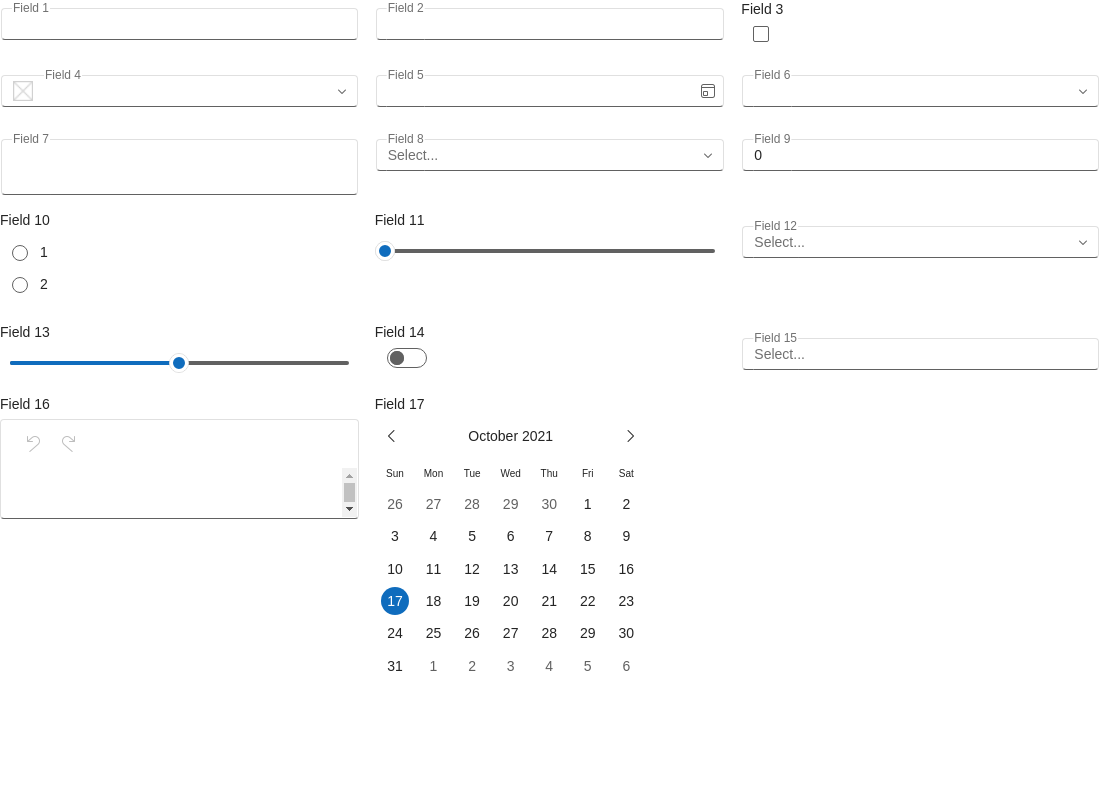 Field 1
Field 2
Field 3
Field 4
Field 5
Field 6
Field 7
Field 8
Select...
Field 9
0
Field 10
1
2
Field 11
Field 12
Select...
Field 13
Field 14
Field 15
Select...
Field 16
Field 17
October 2021
Sun Mon Tue Wed Thu Fri Sat
26 27 28 29 30 1 2
3 4 5 6 7 8 9
10 11 12 13 14 15 16
17 18 19 20 21 22 23
24 25 26 27 28 29 30
31 1 2 3 4 5 6